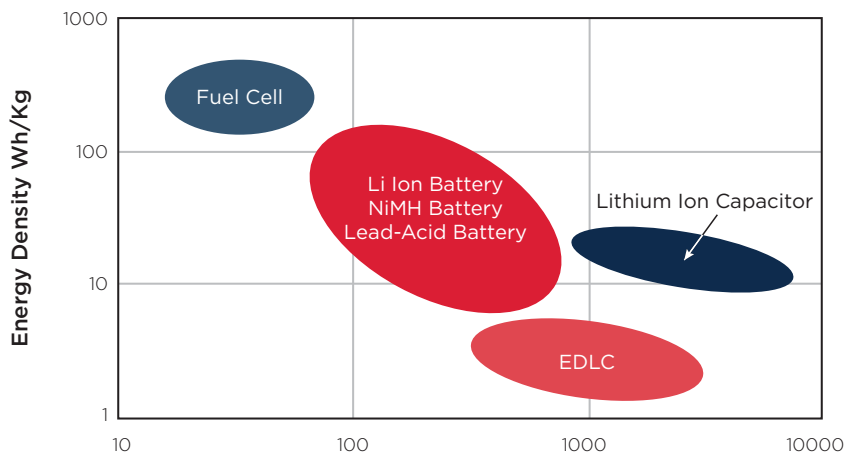 1000
Energy Density Wh/Kg
Fuel Cell
100
Li Ion Battery
NiMH Battery
Lead-Acid Battery
Lithium Ion Capacitor
10
EDLC
1
10
100
1000
10000